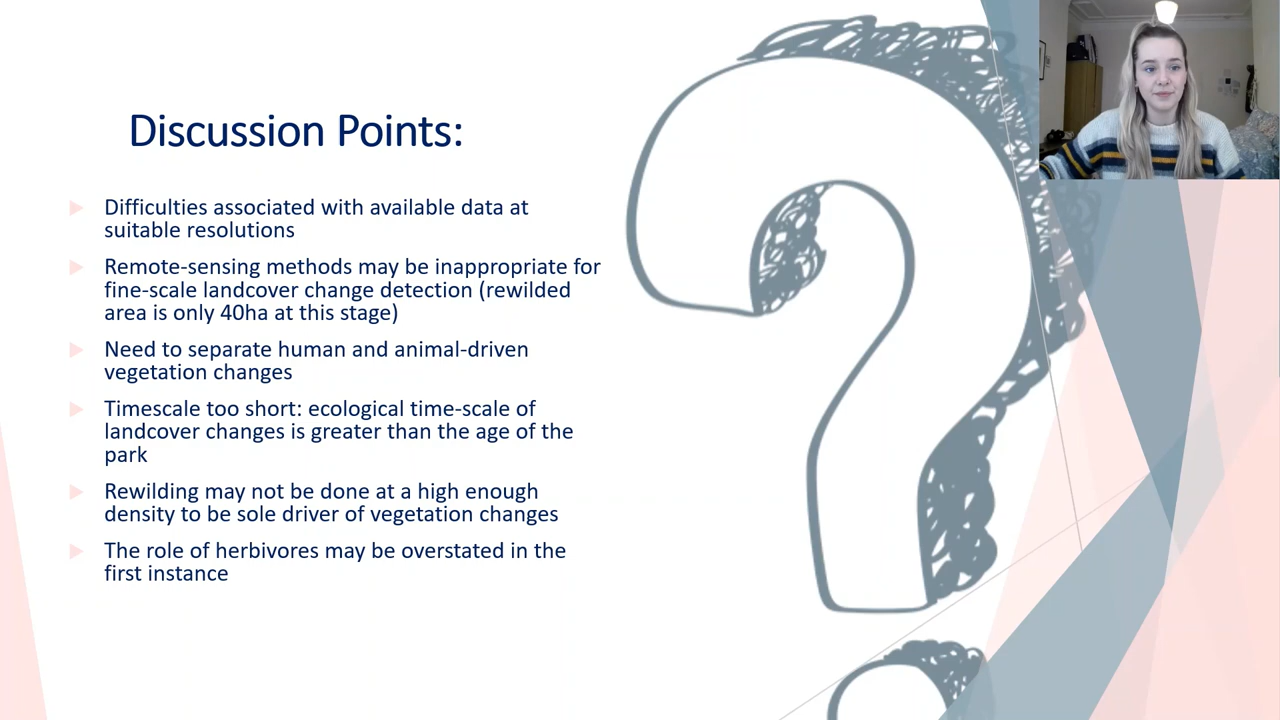 Discussion Points:
Difficulties associated with available data at
suitable resolutions
Remote-sensing methods may be inappropriate for
fine-scale landcover change detection (rewilded
area is only 40ha at this stage)
Need to separate human and animal-driven
vegetation changes
Timescale too short: ecological time-scale of
landcover changes is greater than the age of the
park
Rewilding may not be done at a high enough
density to be sole driver of vegetation changes
The role of herbivores may be overstated in the
first instance